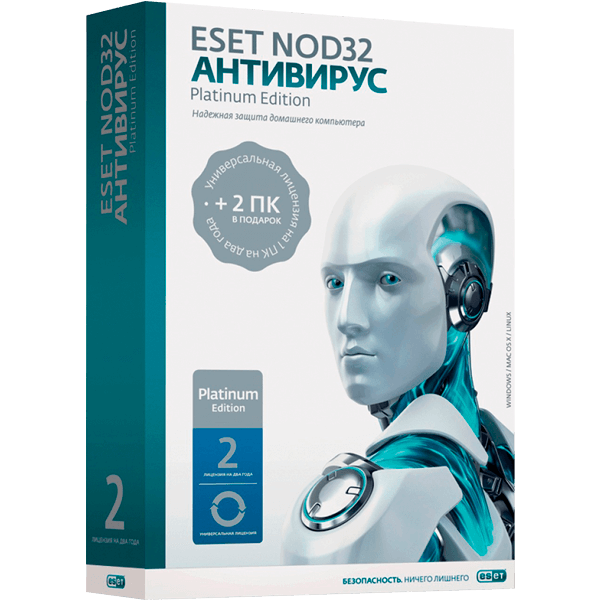 ESET NOD32
АНТИВИРУС
Platinum Edition
Надежная защита домашнего компьютера
Универсальная лицензия на 1 ПК на два года
+ 2 ПК
В ПОДАРОК
Platinum
Edition
2
ЛИЦЕНЗИЯ НА ДВА ГОДА
УНИВЕРСАЛЬНАЯ ЛИЦЕНЗИЯ
WINDOWS / MAC OS X / LINUX
БЕЗОПАСНОСТЬ. НИЧЕГО ЛИШНЕГО
eset
ESET NOD32
АНТИВИРУС
Platinum Edition
2
ЛИЦЕНЗИЯ НА ДВА ГОДА
eset